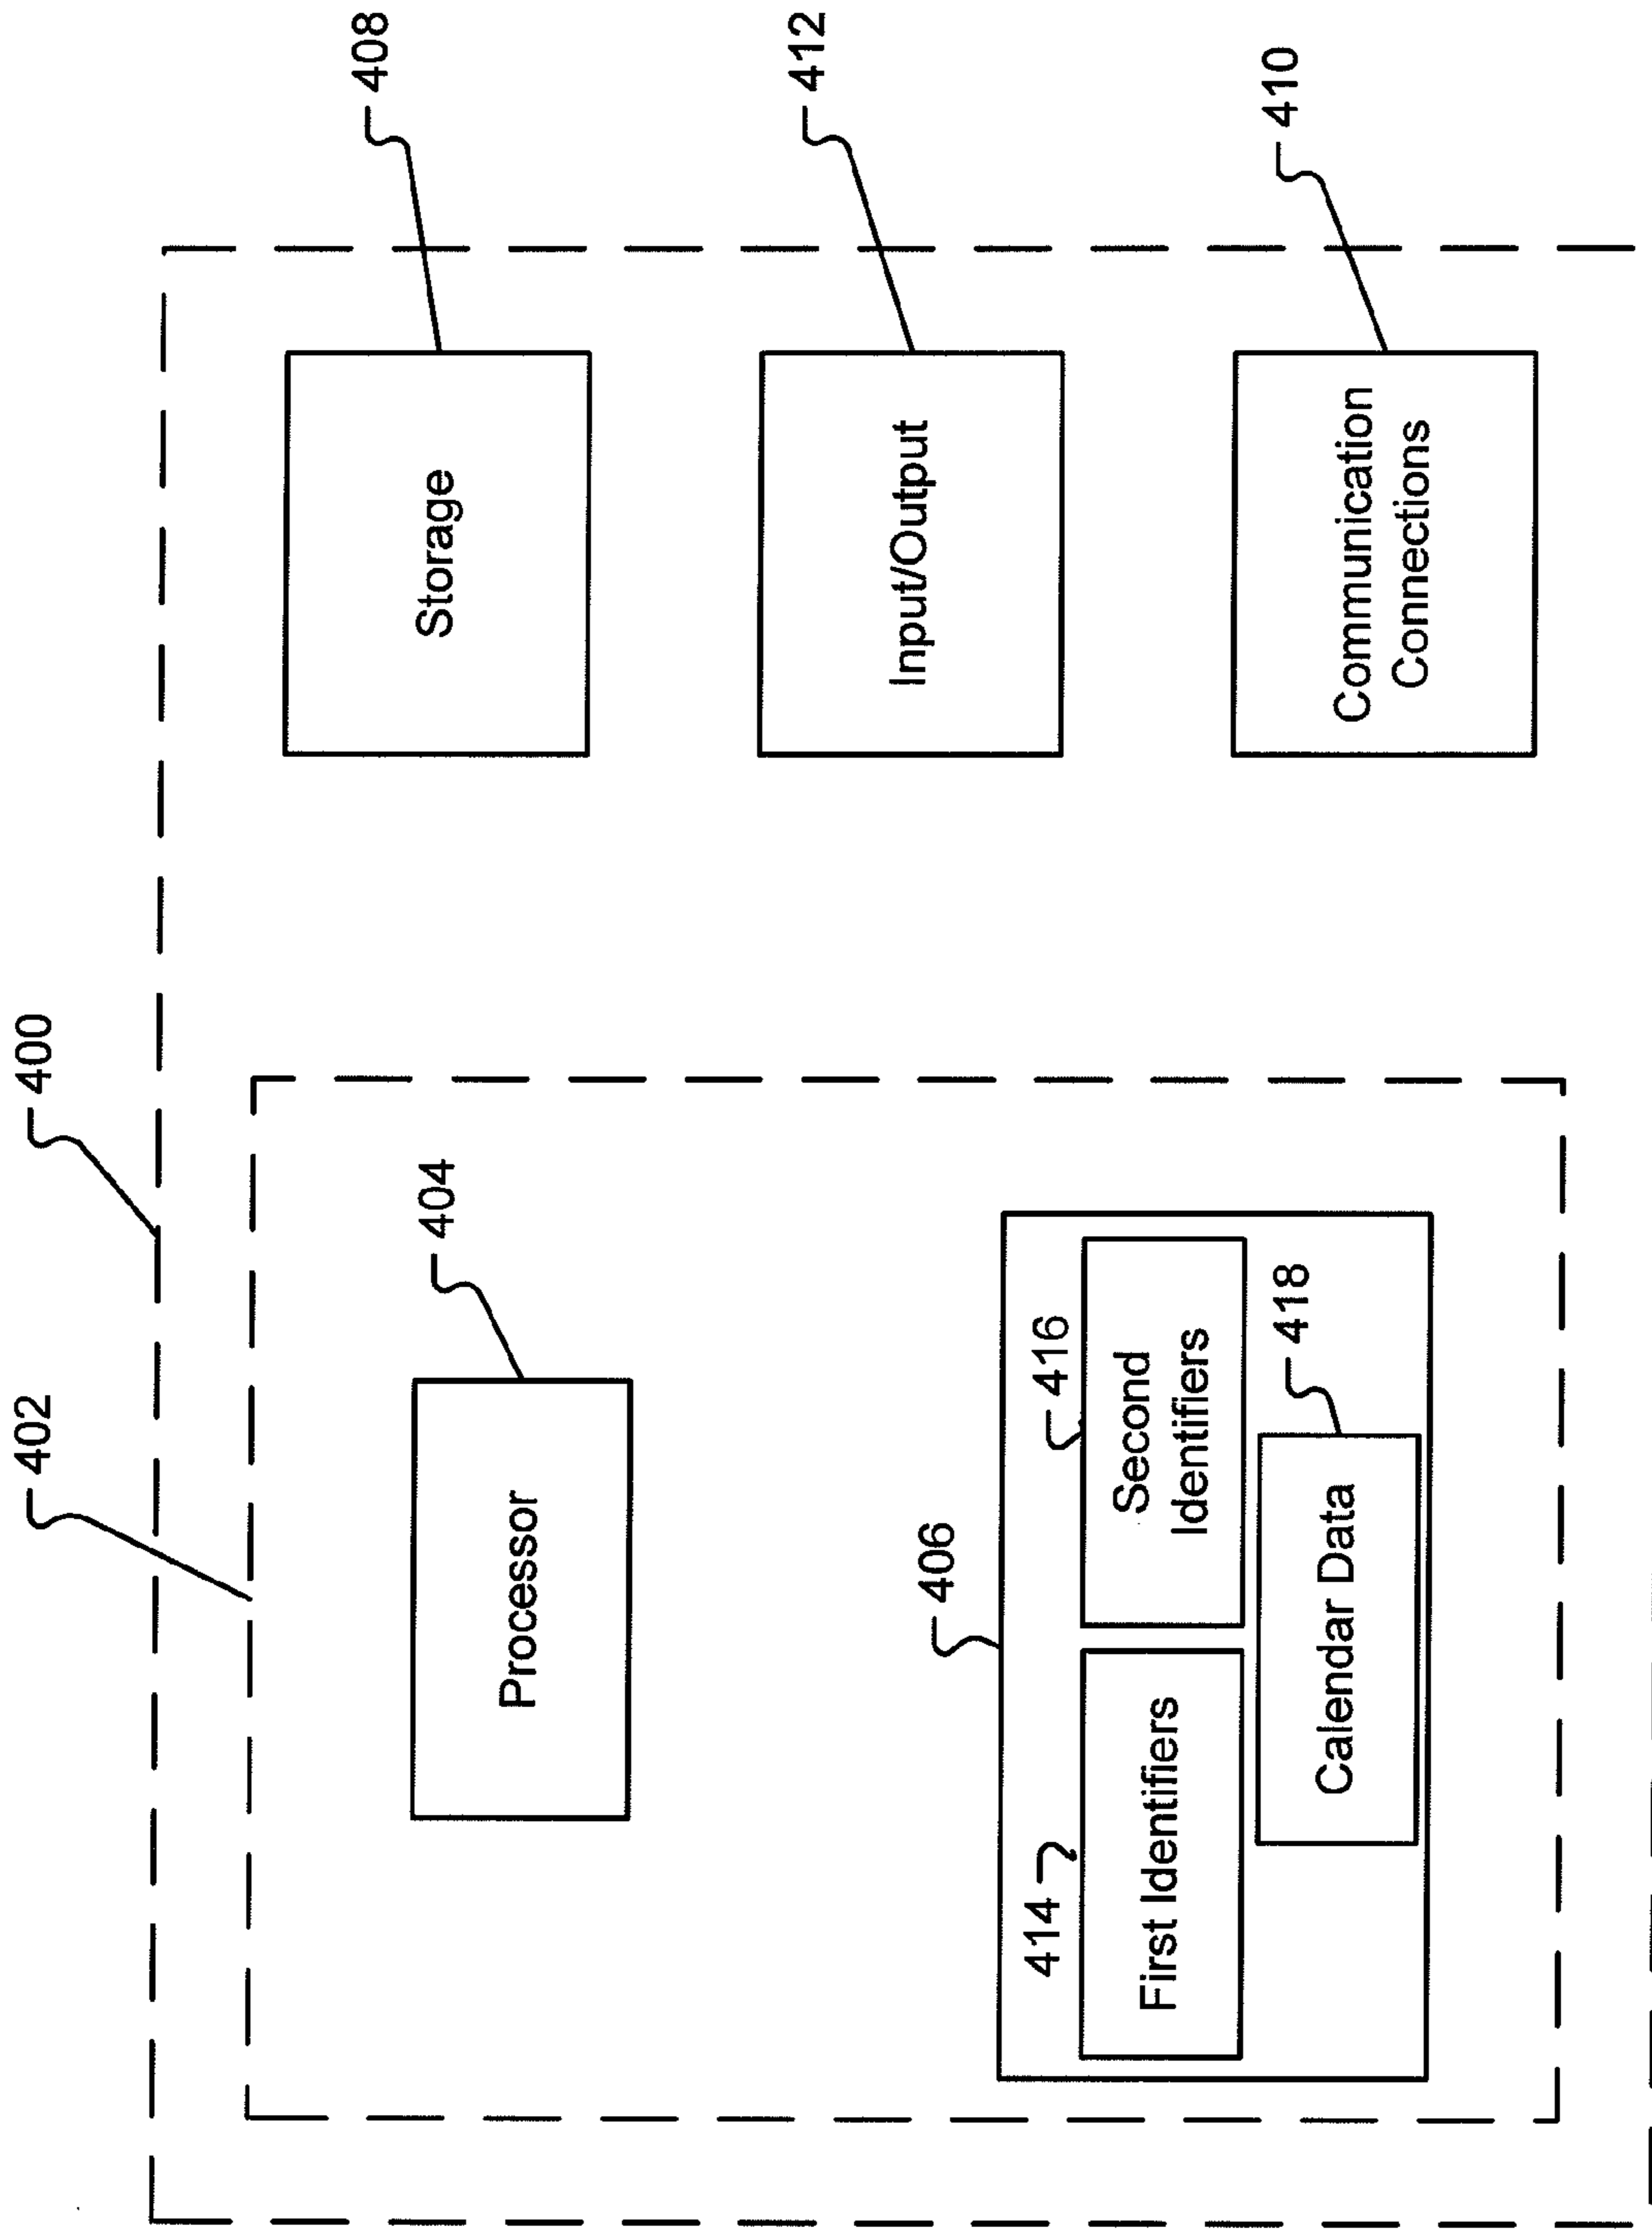 400
402
404
Processor
406
414
First Identifiers
416
Second
Identifiers
418
Calendar Data
408
Storage
412
Input/Output
410
Communication
Connections